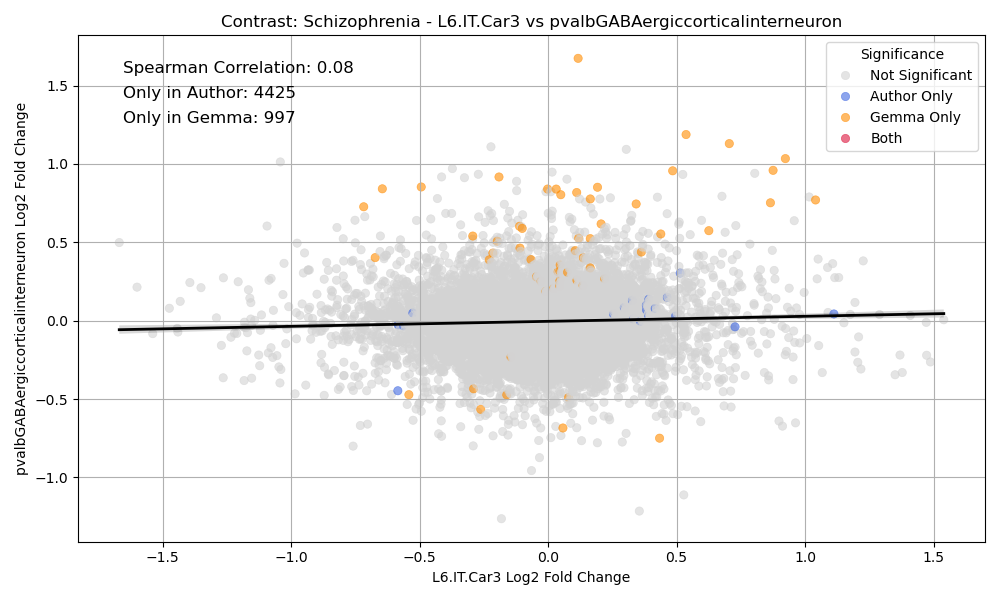 Contrast: Schizophrenia - L6.IT.Car3 vs pvalbGABAergiccorticalinterneuron
Spearman Correlation: 0.08
Only in Author: 4425
Only in Gemma: 997
Significance
Not Significant
Author Only
Gemma Only
Both
pvalbGABAergiccorticalinterneuron Log2 Fold Change
1.5
1.0
0.5
0.0
−0.5
−1.0
−1.5
−1.0
−0.5
0.0
0.5
1.0
1.5
L6.IT.Car3 Log2 Fold Change